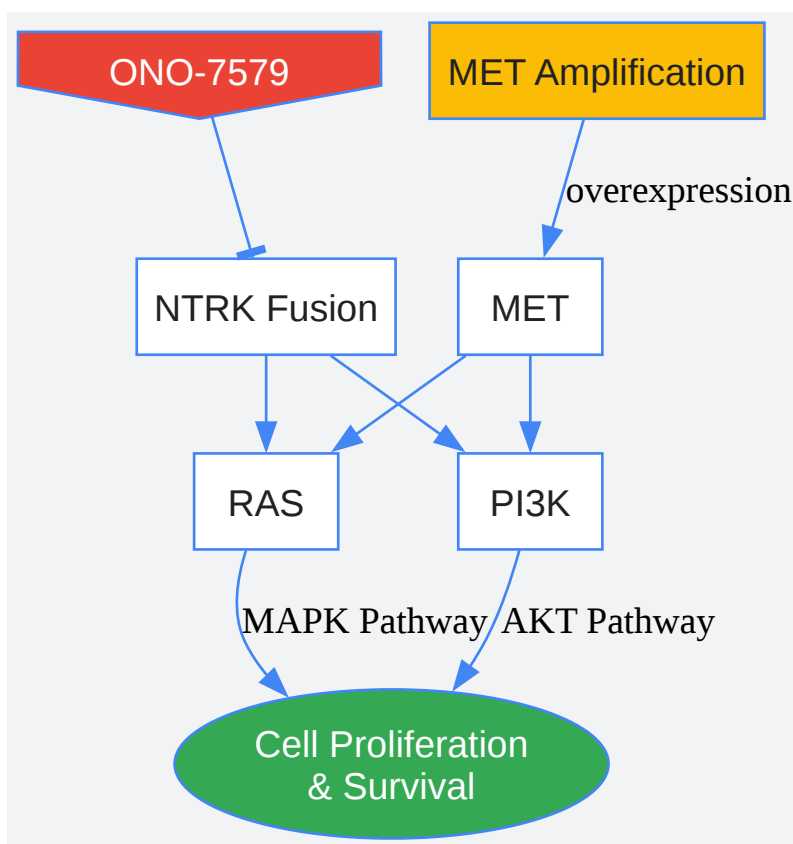 ONO-7579
MET Amplification
overexpression
NTRK Fusion
MET
RAS
PI3K
MAPK Pathway
AKT Pathway
Cell Proliferation
& Survival